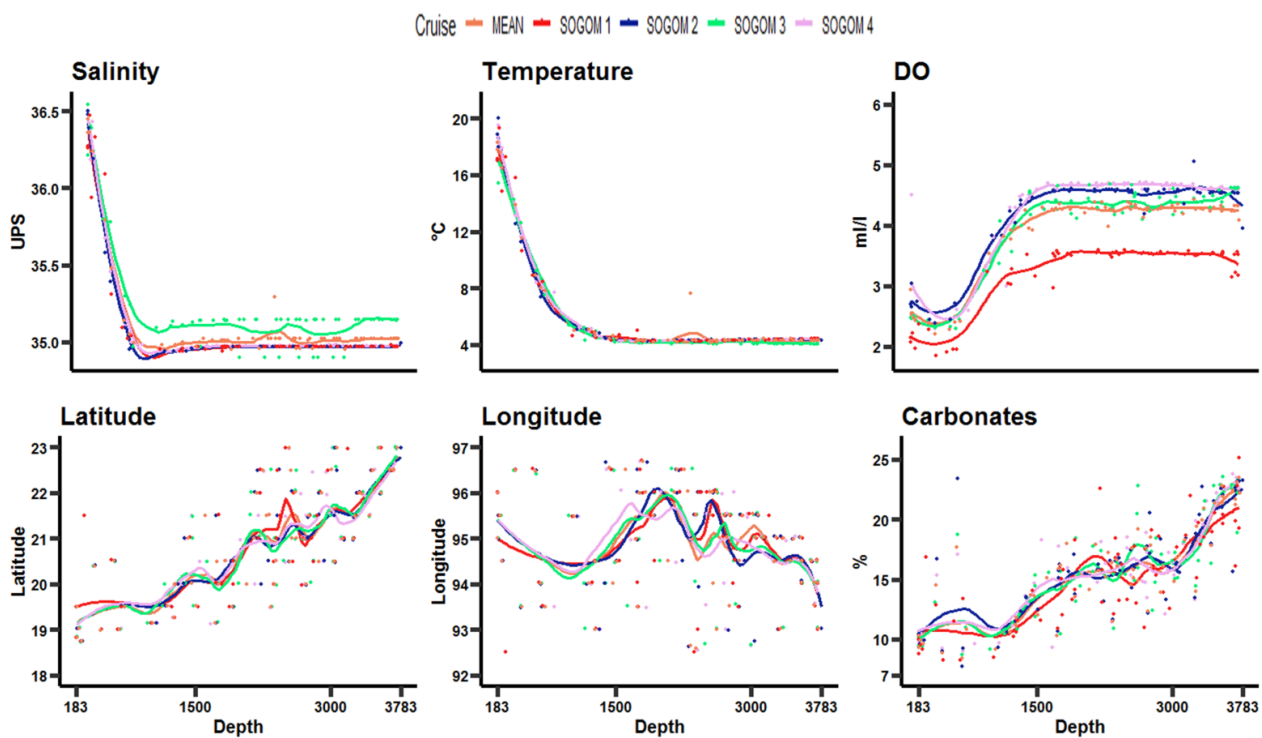 Cruise MEAN SOGOM 1 SOGOM 2 SOGOM 3 SOGOM 4
Salinity
36.5
36.0
35.5
35.0
UPS
Temperature
20
16
12
8
4
°C
DO
6
5
4
3
2
ml/l
Latitude
23
22
21
20
19
18
Latitude
183 1500 3000 3783
Depth
Longitude
97
96
95
94
93
92
Longitude
183 1500 3000 3783
Depth
Carbonates
25
20
15
10
7
%
183 1500 3000 3783
Depth